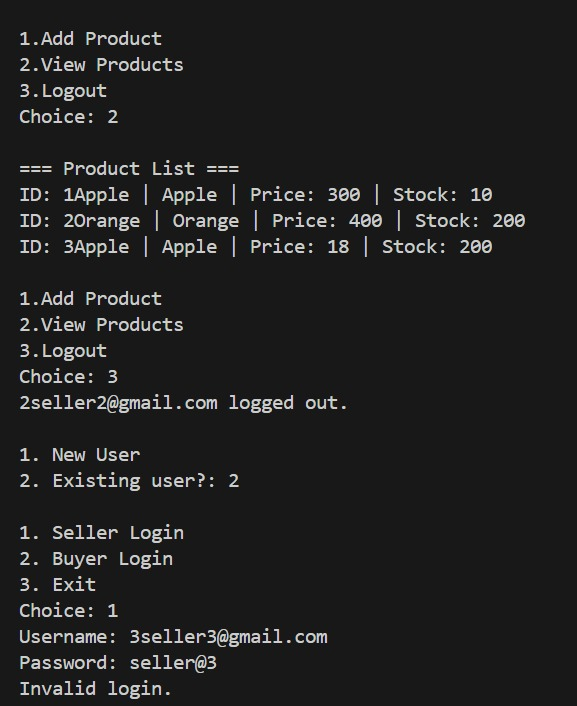 1.Add Product
2.View Products
3.Logout
Choice: 2
=== Product List ===
ID: 1Apple | Apple | Price: 300 | Stock: 10
ID: 2Orange | Orange | Price: 400 | Stock: 200
ID: 3Apple | Apple | Price: 18 | Stock: 200
1.Add Product
2.View Products
3.Logout
Choice: 3
2seller2@gmail.com logged out.
1. New User
2. Existing user?: 2
1. Seller Login
2. Buyer Login
3. Exit
Choice: 1
Username: 3seller3@gmail.com
Password: seller@3
Invalid login.